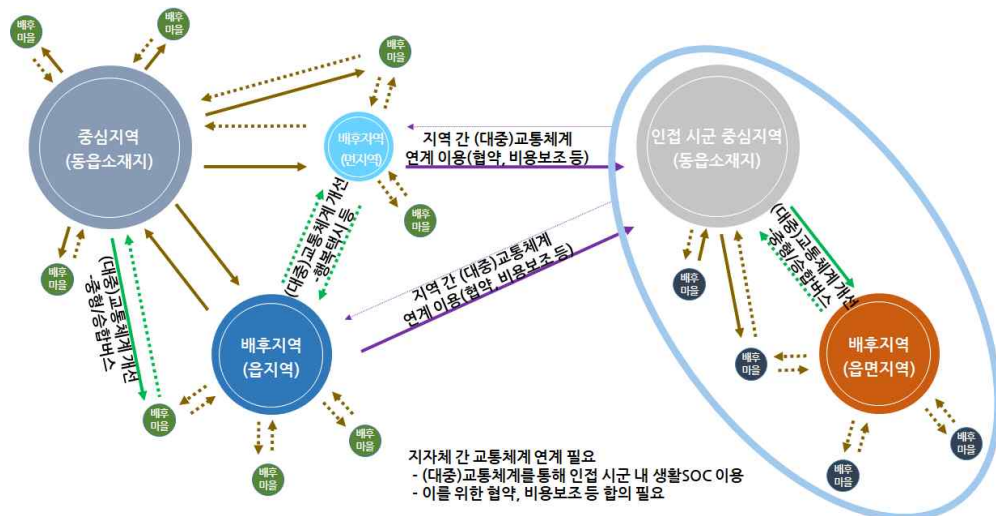 배후
마을
배후
마을
배후
마을
중심지역
(동읍소재지)
배후지역
(면지역)
지역 간 (대중)교통체계
연계 이용(협약, 비용보조 등)
인접 시군 중심지역
(동읍소재지)
배후
마을
배후
마을
(대중)교통체계 개선
-중형/승합버스
(대중)교통체계 개선
-행복택시 등
지역 간 (대중)교통체계
연계 이용(협약, 비용보조 등)
(대중)교통체계 개선
-중형/승합버스
배후
마을
배후지역
(읍지역)
배후
마을
배후지역
(읍면지역)
배후
마을
배후
마을
배후
마을
배후
마을
배후
마을
지자체 간 교통체계 연계 필요
- (대중)교통체계를 통해 인접 시군 내 생활SOC 이용
- 이를 위한 협약, 비용보조 등 합의 필요
배후
마을